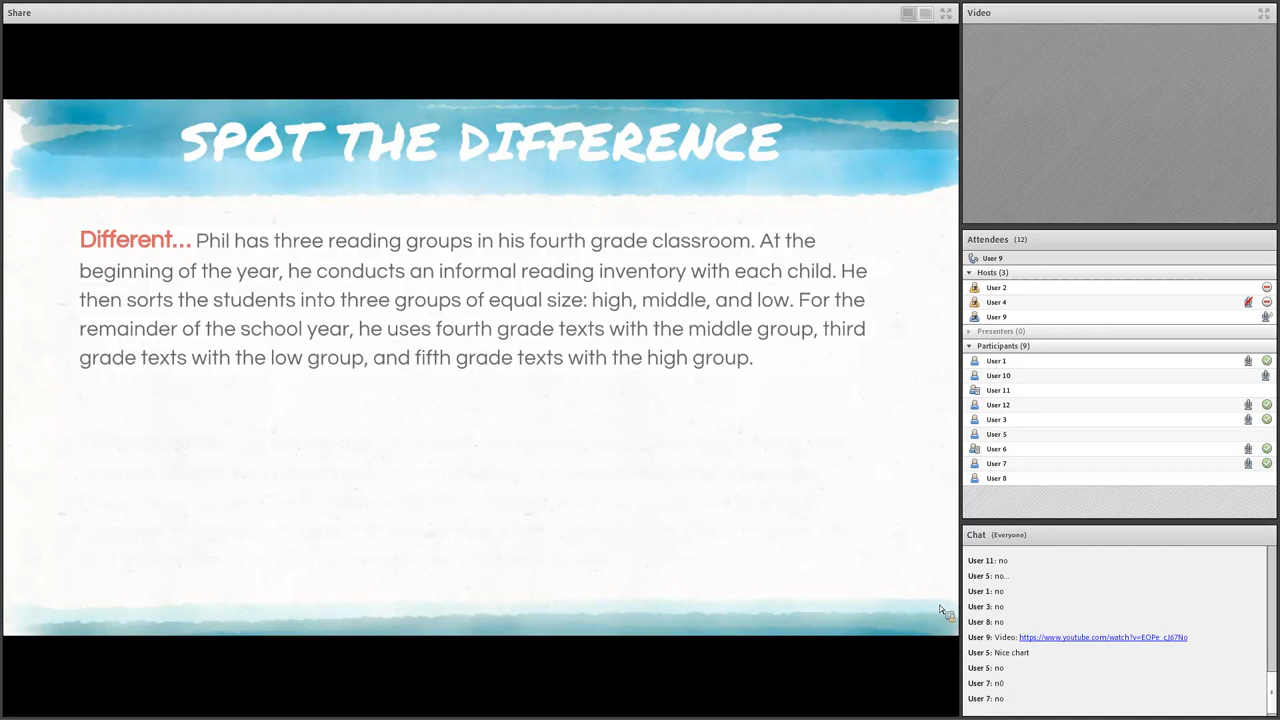 Share
SPOT THE DIFFERENCE
Different... Phil has three reading groups in his fourth grade classroom. At the
beginning of the year, he conducts an informal reading inventory with each child. He
then sorts the students into three groups of equal size: high, middle, and low. For the
remainder of the school year, he uses fourth grade texts with the middle group, third
grade texts with the low group, and fifth grade texts with the high group.
Video
Attendees (12)
User 9
Hosts (3)
User 2
User 4
User 9
Presenters (0)
Participants (9)
User 1
User 10
User 11
User 12
User 3
User 5
User 6
User 7
User 8
Chat (Everyone)
User 11: no
User 5: no...
User 1: no
User 3: no
User 8: no
User 9: Video: https://www.youtube.com/watch?v=EOPe_cJ67No
User 5: Nice chart
User 5: no
User 7: n0
User 7: no